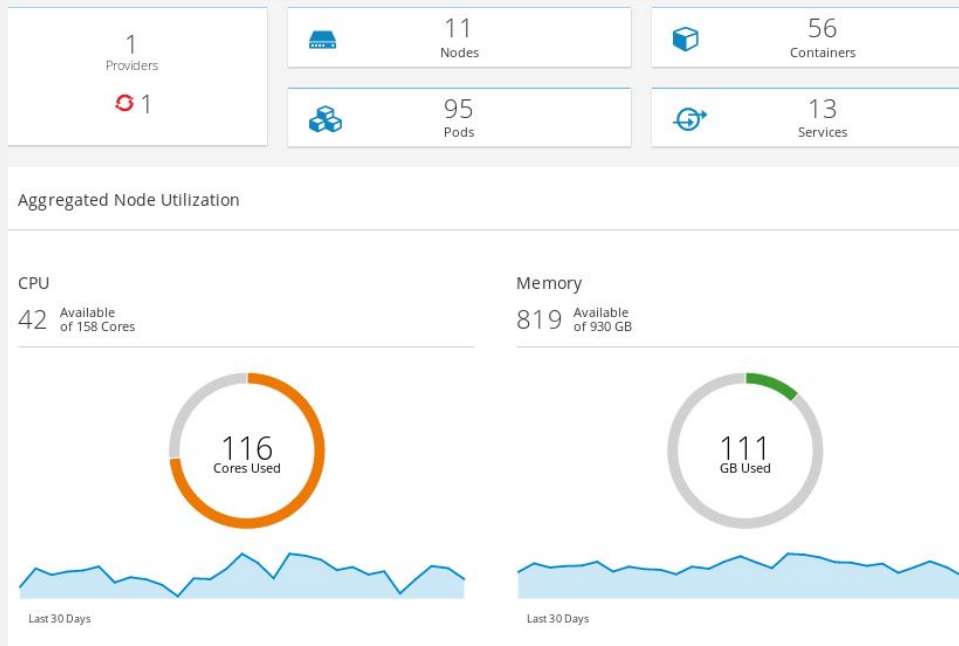 1
Providers
1
11
Nodes
56
Containers
95
Pods
13
Services
Aggregated Node Utilization
CPU
42 Available
of 158 Cores
Memory
819 Available
of 930 GB
116
Cores Used
111
GB Used
Last 30 Days
Last 30 Days